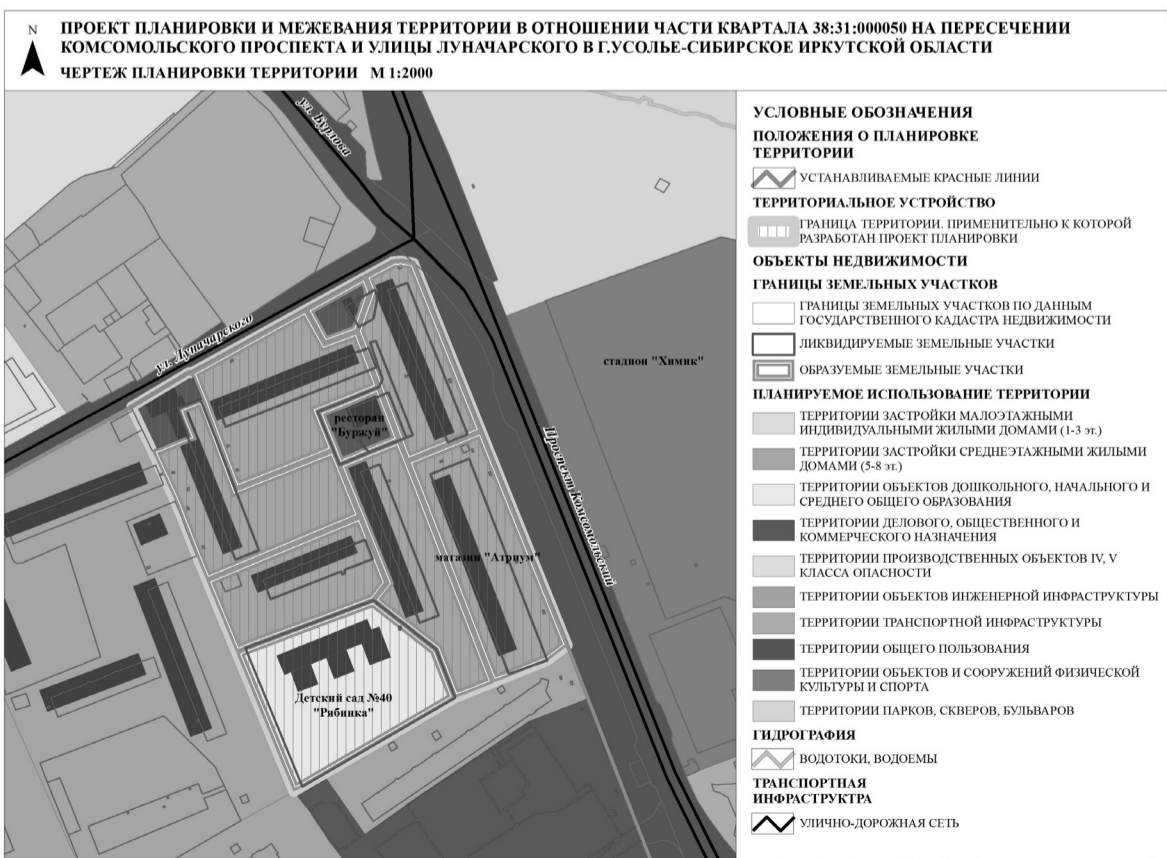 N
ПРОЕКТ ПЛАНИРОВКИ И МЕЖЕВАНИЯ ТЕРРИТОРИИ В ОТНОШЕНИИ ЧАСТИ КВАРТАЛА 38:31:000050 НА ПЕРЕСЕЧЕНИИ
КОМСОМОЛЬСКОГО ПРОСПЕКТА И УЛИЦЫ ЛУНАЧАРСКОГО В Г.УСОЛЬЕ-СИБИРСКОЕ ИРКУТСКОЙ ОБЛАСТИ
ЧЕРТЕЖ ПЛАНИРОВКИ ТЕРРИТОРИИ М 1:2000
ул. Бурлова
ул. Луначарского
стадион "Химик"
ресторан
"Буржуй"
Проспект Комсомольский
магазин "Атриум"
Детский сад №40
"Рябинка"
УСЛОВНЫЕ ОБОЗНАЧЕНИЯ
ПОЛОЖЕНИЯ О ПЛАНИРОВКЕ
ТЕРРИТОРИИ
УСТАНАВЛИВАЕМЫЕ КРАСНЫЕ ЛИНИИ
ТЕРРИТОРИАЛЬНОЕ УСТРОЙСТВО
ГРАНИЦА ТЕРРИТОРИИ. ПРИМЕНИТЕЛЬНО К КОТОРОЙ
РАЗРАБОТАН ПРОЕКТ ПЛАНИРОВКИ
ОБЪЕКТЫ НЕДВИЖИМОСТИ
ГРАНИЦЫ ЗЕМЕЛЬНЫХ УЧАСТКОВ
ГРАНИЦЫ ЗЕМЕЛЬНЫХ УЧАСТКОВ ПО ДАННЫМ
ГОСУДАРСТВЕННОГО КАДАСТРА НЕДВИЖИМОСТИ
ЛИКВИДИРУЕМЫЕ ЗЕМЕЛЬНЫЕ УЧАСТКИ
ОБРАЗУЕМЫЕ ЗЕМЕЛЬНЫЕ УЧАСТКИ
ПЛАНИРУЕМОЕ ИСПОЛЬЗОВАНИЕ ТЕРРИТОРИИ
ТЕРРИТОРИИ ЗАСТРОЙКИ МАЛОЭТАЖНЫМИ
ИНДИВИДУАЛЬНЫМИ ЖИЛЫМИ ДОМАМИ (1-3 эт.)
ТЕРРИТОРИИ ЗАСТРОЙКИ СРЕДНЕЭТАЖНЫМИ ЖИЛЫМИ
ДОМАМИ (5-8 эт.)
ТЕРРИТОРИИ ОБЪЕКТОВ ДОШКОЛЬНОГО, НАЧАЛЬНОГО И
СРЕДНЕГО ОБЩЕГО ОБРАЗОВАНИЯ
ТЕРРИТОРИИ ДЕЛОВОГО, ОБЩЕСТВЕННОГО И
КОММЕРЧЕСКОГО НАЗНАЧЕНИЯ
ТЕРРИТОРИИ ПРОИЗВОДСТВЕННЫХ ОБЪЕКТОВ IV, V
КЛАССА ОПАСНОСТИ
ТЕРРИТОРИИ ОБЪЕКТОВ ИНЖЕНЕРНОЙ ИНФРАСТРУКТУРЫ
ТЕРРИТОРИИ ТРАНСПОРТНОЙ ИНФРАСТРУКТУРЫ
ТЕРРИТОРИИ ОБЩЕГО ПОЛЬЗОВАНИЯ
ТЕРРИТОРИИ ОБЪЕКТОВ И СООРУЖЕНИЙ ФИЗИЧЕСКОЙ
КУЛЬТУРЫ И СПОРТА
ТЕРРИТОРИИ ПАРКОВ, СКВЕРОВ, БУЛЬВАРОВ
ГИДРОГРАФИЯ
ВОДОТОКИ, ВОДОЕМЫ
ТРАНСПОРТНАЯ
ИНФРАСТРУКТРА
УЛИЧНО-ДОРОЖНАЯ СЕТЬ